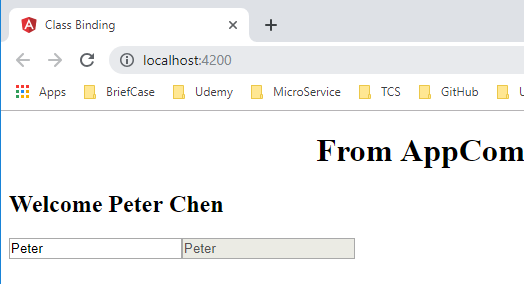 Class Binding
localhost:4200
Apps BriefCase Udemy MicroService TCS GitHub
From AppCom
Welcome Peter Chen
Peter Peter